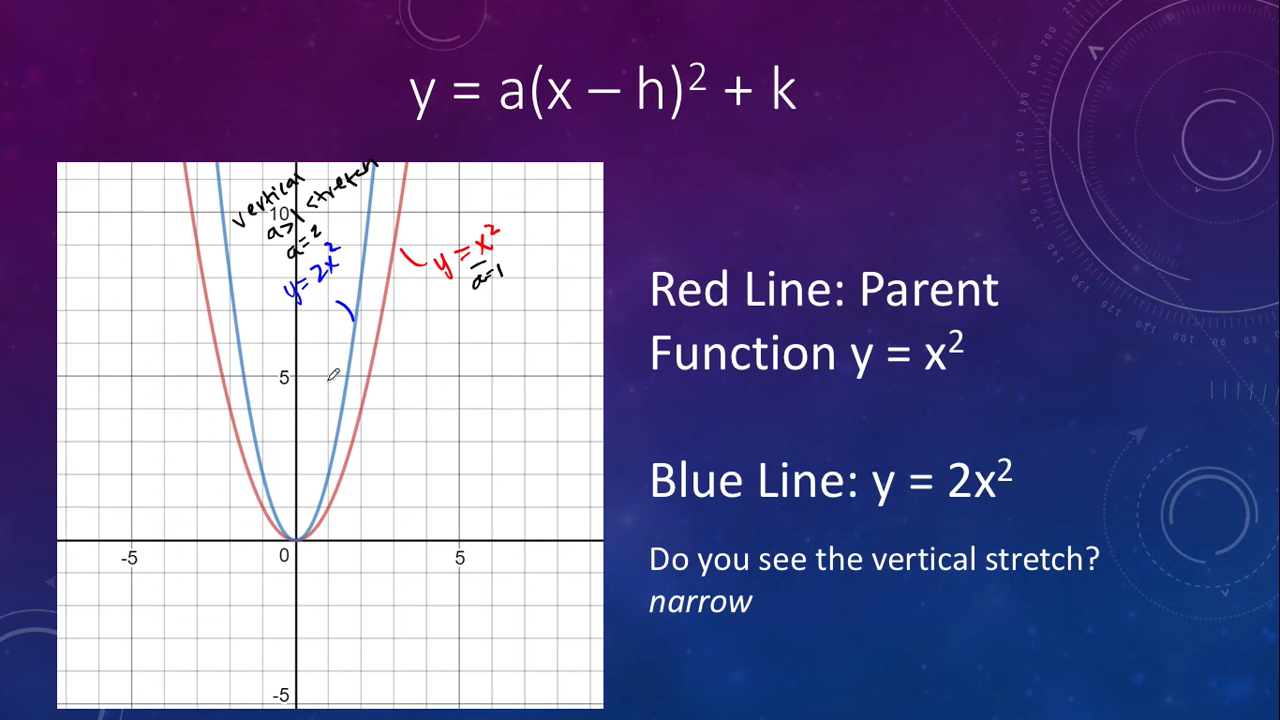 y = a(x – h)² + k
vertical
stretch
10
a>1
a=2
y=2x²
y = x²
a=1
5
-5
0
5
-5
Red Line: Parent
Function y = x²
Blue Line: y = 2x²
Do you see the vertical stretch?
narrow